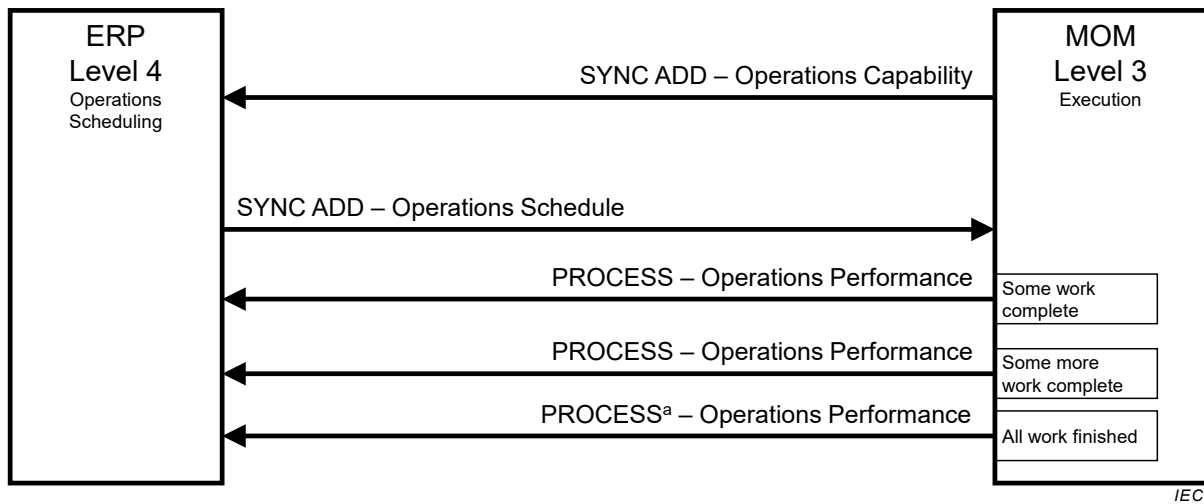 ERP
Level 4
Operations
Scheduling
MOM
Level 3
Execution
SYNC ADD – Operations Capability
SYNC ADD – Operations Schedule
PROCESS – Operations Performance
Some work
complete
PROCESS – Operations Performance
Some more
work complete
PROCESSᵃ – Operations Performance
All work finished
IEC